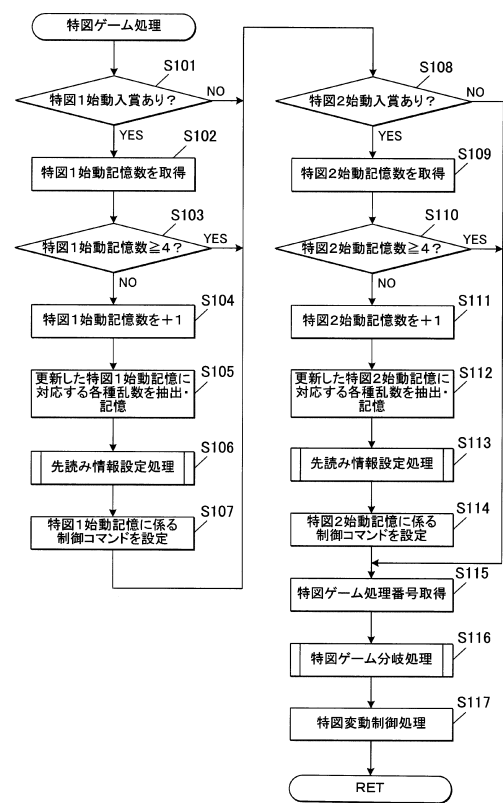 特図ゲーム処理
S101
特図1始動入賞あり？
NO
YES
S102
特図1始動記憶数を取得
S103
特図1始動記憶数≧4？
YES
NO
S104
特図1始動記憶数を＋1
S105
更新した特図1始動記憶に
対応する各種乱数を抽出・
記憶
S106
先読み情報設定処理
S107
特図1始動記憶に係る
制御コマンドを設定
S108
特図2始動入賞あり？
NO
YES
S109
特図2始動記憶数を取得
S110
特図2始動記憶数≧4？
YES
NO
S111
特図2始動記憶数を＋1
S112
更新した特図2始動記憶に
対応する各種乱数を抽出・
記憶
S113
先読み情報設定処理
S114
特図2始動記憶に係る
制御コマンドを設定
S115
特図ゲーム処理番号取得
S116
特図ゲーム分岐処理
S117
特図変動制御処理
RET